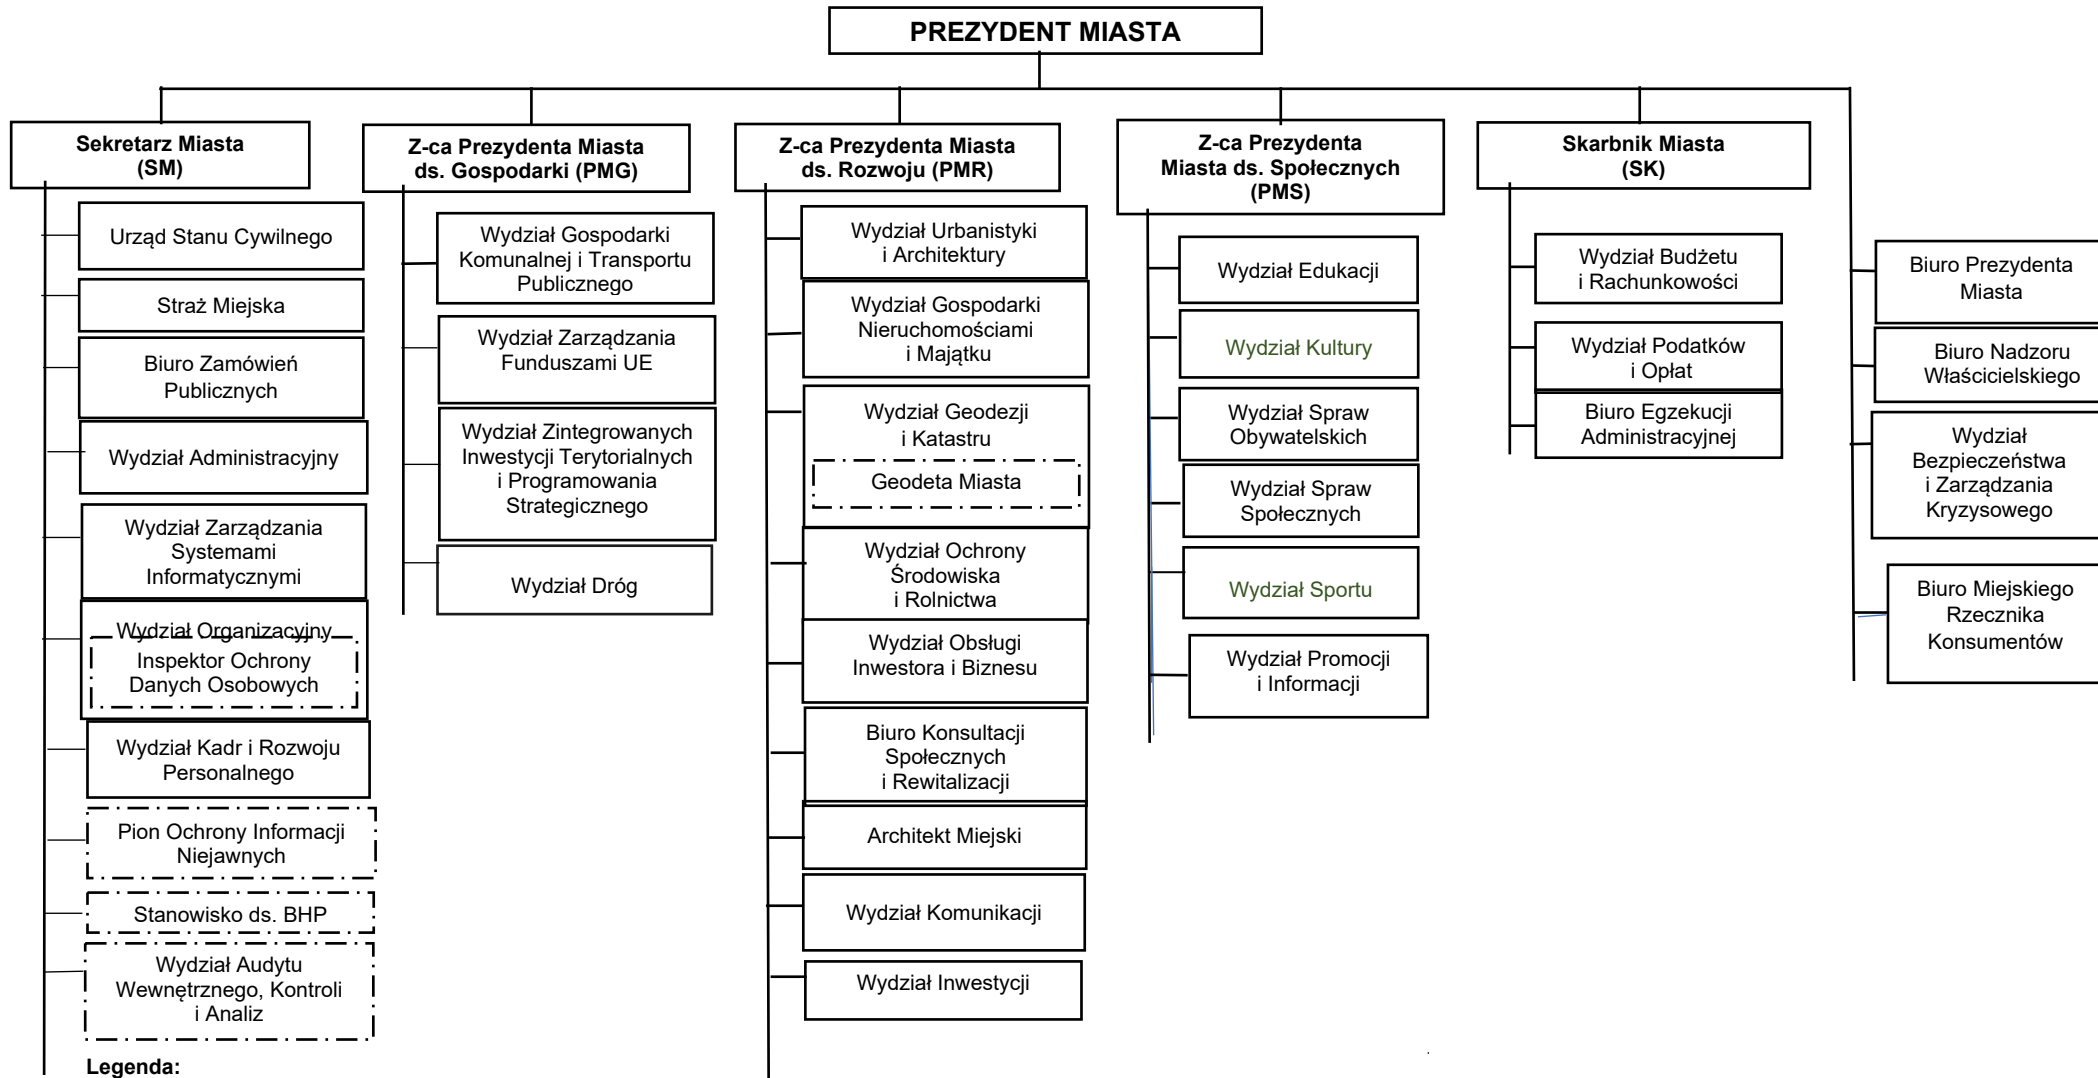 PREZYDENT MIASTA
Sekretarz Miasta
(SM)
Urząd Stanu Cywilnego
Straż Miejska
Biuro Zamówień
Publicznych
Wydział Administracyjny
Wydział Zarządzania
Systemami
Informatycznymi
Wydział Organizacyjny
Inspektor Ochrony
Danych Osobowych
Wydział Kadr i Rozwoju
Personalnego
Pion Ochrony Informacji
Niejawnych
Stanowisko ds. BHP
Wydział Audytu
Wewnętrznego, Kontroli
i Analiz
Legenda:
Z-ca Prezydenta Miasta
ds. Gospodarki (PMG)
Wydział Gospodarki
Komunalnej i Transportu
Publicznego
Wydział Zarządzania
Funduszami UE
Wydział Zintegrowanych
Inwestycji Terytorialnych
i Programowania
Strategicznego
Wydział Dróg
Z-ca Prezydenta Miasta
ds. Rozwoju (PMR)
Wydział Urbanistyki
i Architektury
Wydział Gospodarki
Nieruchomościami
i Majątku
Wydział Geodezji
i Katastru
Geodeta Miasta
Wydział Ochrony
Środowiska
i Rolnictwa
Wydział Obsługi
Inwestora i Biznesu
Biuro Konsultacji
Społecznych
i Rewitalizacji
Architekt Miejski
Wydział Komunikacji
Wydział Inwestycji
Z-ca Prezydenta
Miasta ds. Społecznych
(PMS)
Wydział Edukacji
Wydział Kultury
Wydział Spraw
Obywatelskich
Wydział Spraw
Społecznych
Wydział Sportu
Wydział Promocji
i Informacji
Skarbnik Miasta
(SK)
Wydział Budżetu
i Rachunkowości
Wydział Podatków
i Opłat
Biuro Egzekucji
Administracyjnej
Biuro Prezydenta
Miasta
Biuro Nadzoru
Właścicielskiego
Wydział
Bezpieczeństwa
i Zarządzania
Kryzysowego
Biuro Miejskiego
Rzecznika
Konsumentów